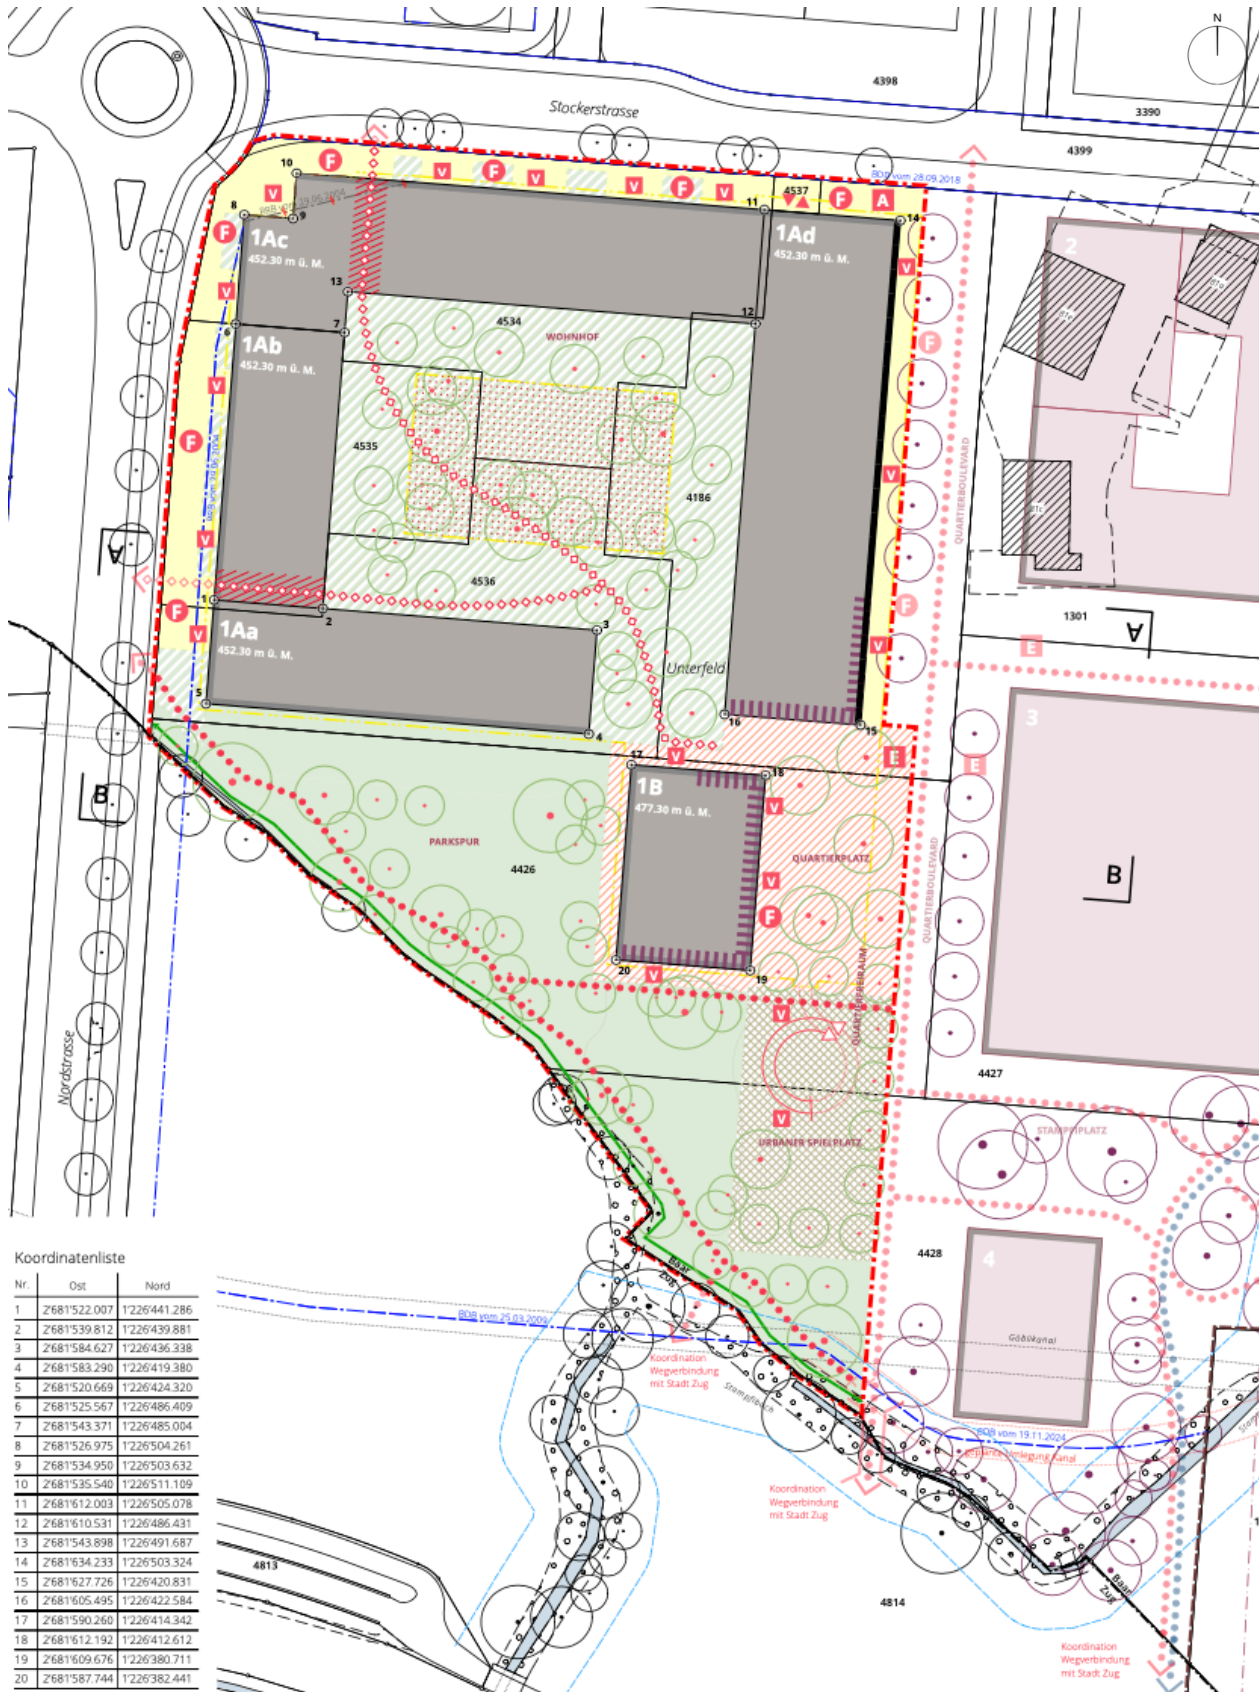 N
4398
3390
Stockerstrasse
4399
BDB vom 28.09.2018
10
F
V
F
V
V
F
V
4537
F
A
V
8
9
11
14
BRB vom 29.06.2004
F
1Ac
452.30 m ü. M.
1Ad
452.30 m ü. M.
2
V
V
13
6
7
12
4534
WOHNHOF
1Ab
452.30 m ü. M.
F
V
F
4535
QUARTIERBOULEVARD
4186
V
V
4536
F
1
2
F
1301
A
A
3
1Aa
452.30 m ü. M.
V
V
E
Unterfeld
5
4
16
15
3
V
E
E
17
18
1B
477.30 m ü. M.
V
B
PARKSPUR
4426
QUARTIERPLATZ
QUARTIERBOULEVARD
V
B
F
20
V
19
QUARTIERFREIRAUM
V
Nordstrasse
4427
V
URBANER SPIELPLATZ
STAMPFIPLATZ
4428
4
Baar
Zug
BDB vom 25.03.2009
Göblikanal
Koordination
Wegverbindung
mit Stadt Zug
Stampfibach
BDB vom 19.11.2024
geplante Umlegung Kanal
Koordination
Wegverbindung
mit Stadt Zug
4813
4814
Baar
Zug
Koordination
Wegverbindung
mit Stadt Zug
Koordinatenliste
Nr. Ost Nord
1 2'681'522.007 1'226'441.286
2 2'681'539.812 1'226'439.881
3 2'681'584.627 1'226'436.338
4 2'681'583.290 1'226'419.380
5 2'681'520.669 1'226'424.320
6 2'681'525.567 1'226'486.409
7 2'681'543.371 1'226'485.004
8 2'681'526.975 1'226'504.261
9 2'681'534.950 1'226'503.632
10 2'681'535.540 1'226'511.109
11 2'681'612.003 1'226'505.078
12 2'681'610.531 1'226'486.431
13 2'681'543.898 1'226'491.687
14 2'681'634.233 1'226'503.324
15 2'681'627.726 1'226'420.831
16 2'681'605.495 1'226'422.584
17 2'681'590.260 1'226'414.342
18 2'681'612.192 1'226'412.612
19 2'681'609.676 1'226'380.711
20 2'681'587.744 1'226'382.441